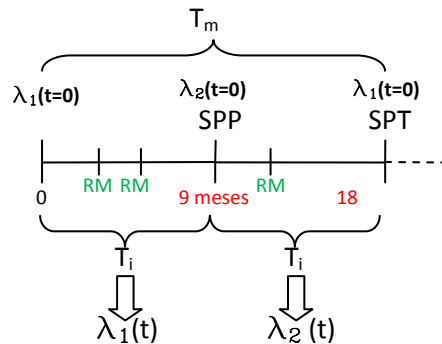 Tₘ
λ₁(t=0) λ₂(t=0) λ₁(t=0)
SPP SPT
RM RM RM
0 9 meses 18
Tᵢ Tᵢ
λ₁(t) λ₂(t)